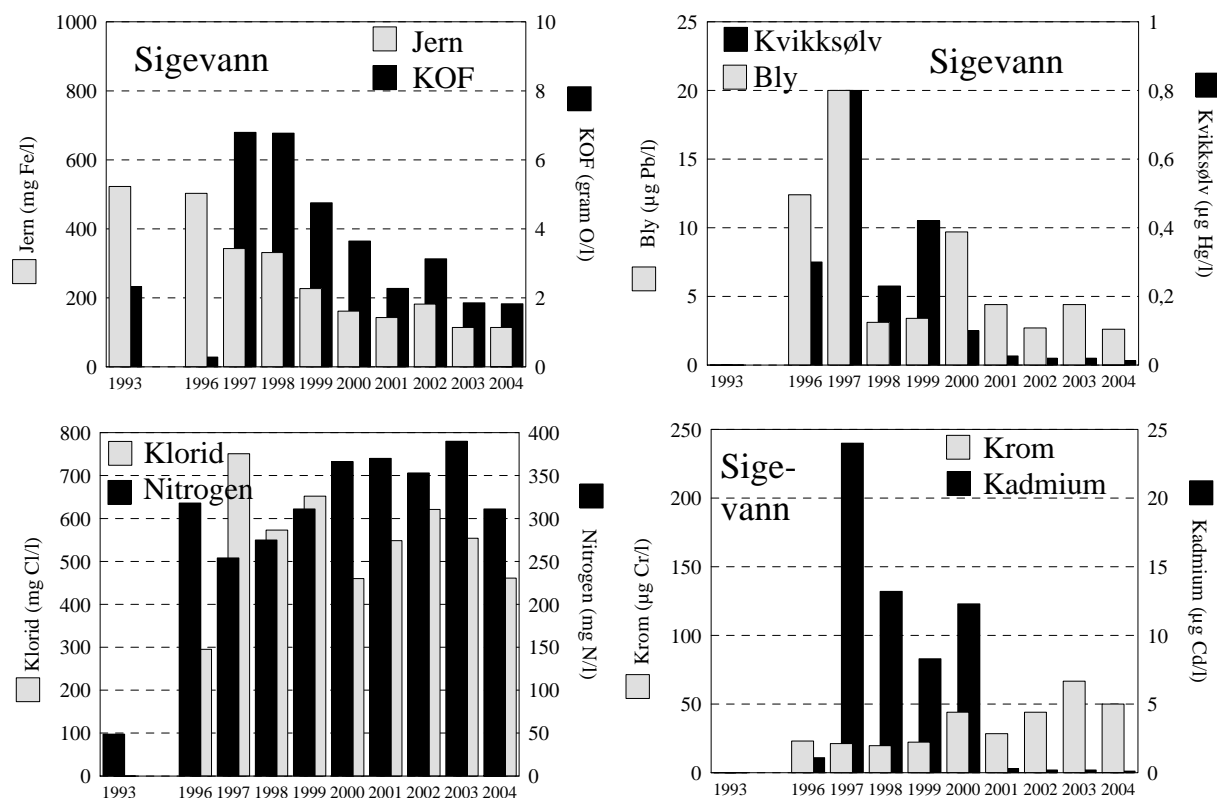 1000
800
600
400
200
0
10
8
6
4
2
0
Sigevann
Jern
KOF
Jern (mg Fe/l)
KOF (gram O/l)
1993 1996 1997 1998 1999 2000 2001 2002 2003 2004
25
20
15
10
5
0
1
0,8
0,6
0,4
0,2
0
Kvikksølv
Bly
Sigevann
Bly (µg Pb/l)
Kvikksølv (µg Hg/l)
1993 1996 1997 1998 1999 2000 2001 2002 2003 2004
800
700
600
500
400
300
200
100
0
400
350
300
250
200
150
100
50
0
Klorid
Nitrogen
Klorid (mg Cl/l)
Nitrogen (mg N/l)
1993 1996 1997 1998 1999 2000 2001 2002 2003 2004
250
200
150
100
50
0
25
20
15
10
5
0
Sige-
vann
Krom
Kadmium
Krom (µg Cr/l)
Kadmium (µg Cd/l)
1993 1996 1997 1998 1999 2000 2001 2002 2003 2004